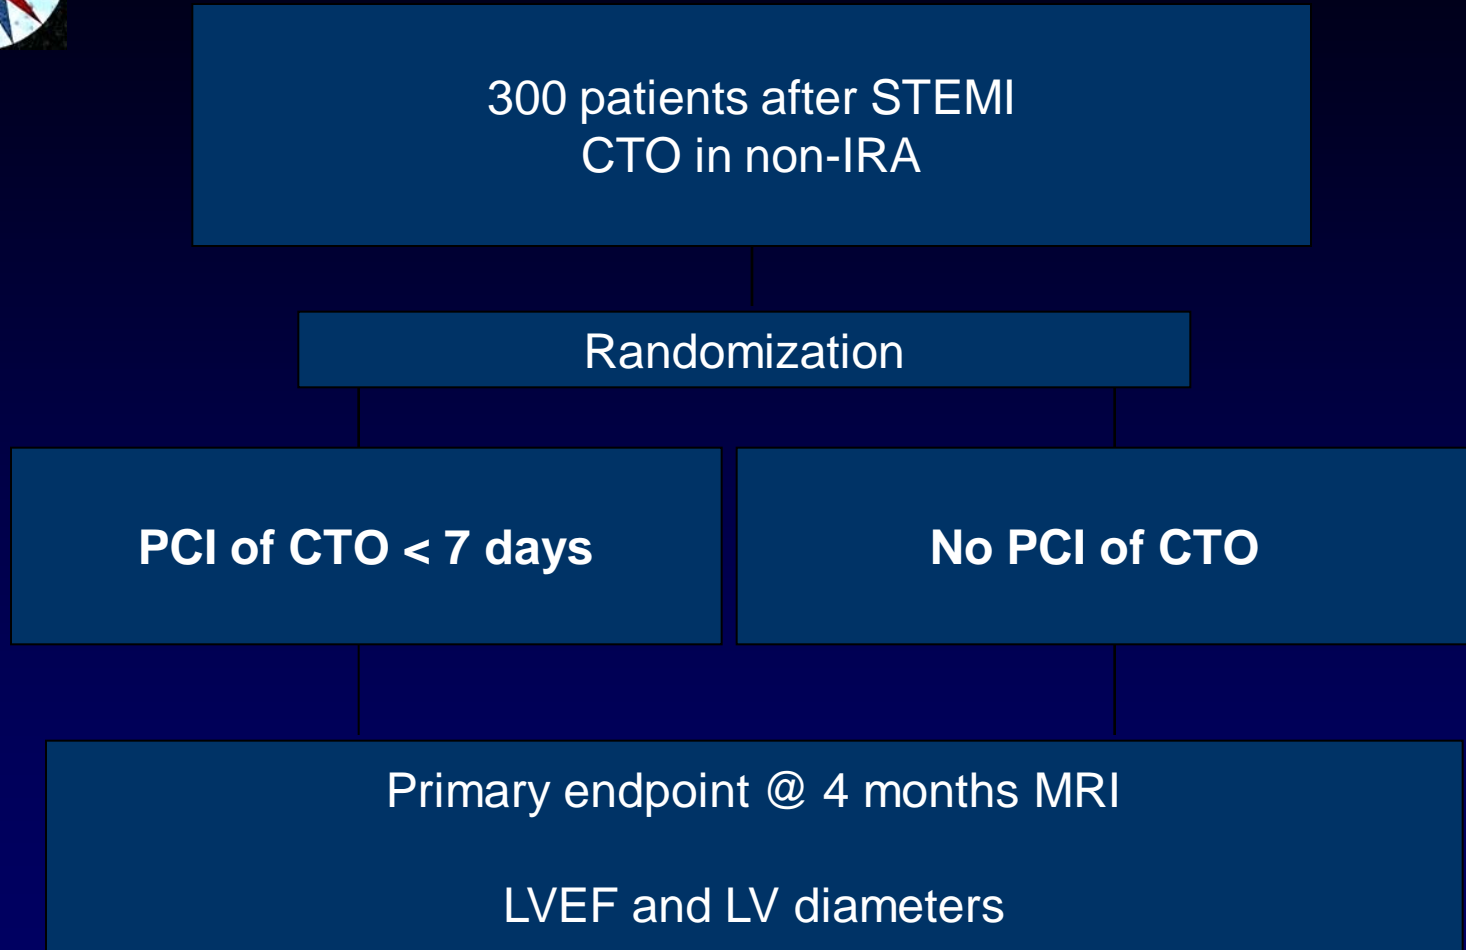 300 patients after STEMI
CTO in non-IRA
Randomization
PCI of CTO < 7 days
No PCI of CTO
Primary endpoint @ 4 months MRI
LVEF and LV diameters